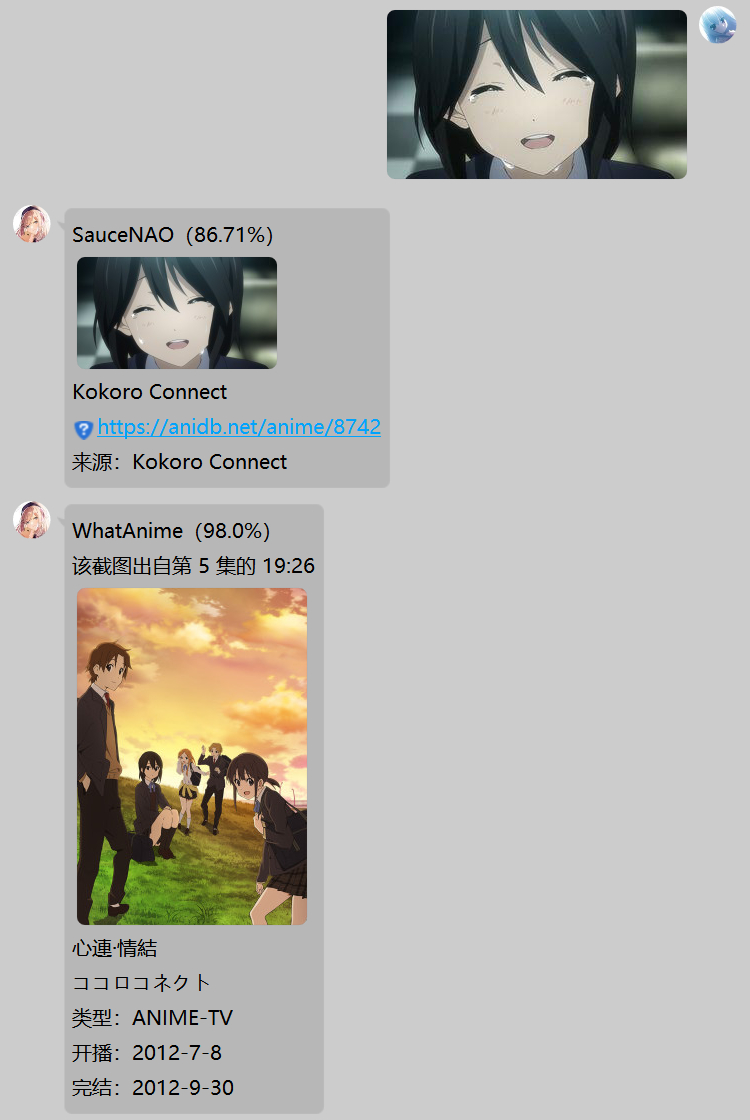 SauceNAO（86.71%）
Kokoro Connect
https://anidb.net/anime/8742
来源：Kokoro Connect
WhatAnime（98.0%）
该截图出自第 5 集的 19:26
心連·情結
ココロコネクト
类型：ANIME-TV
开播：2012-7-8
完结：2012-9-30